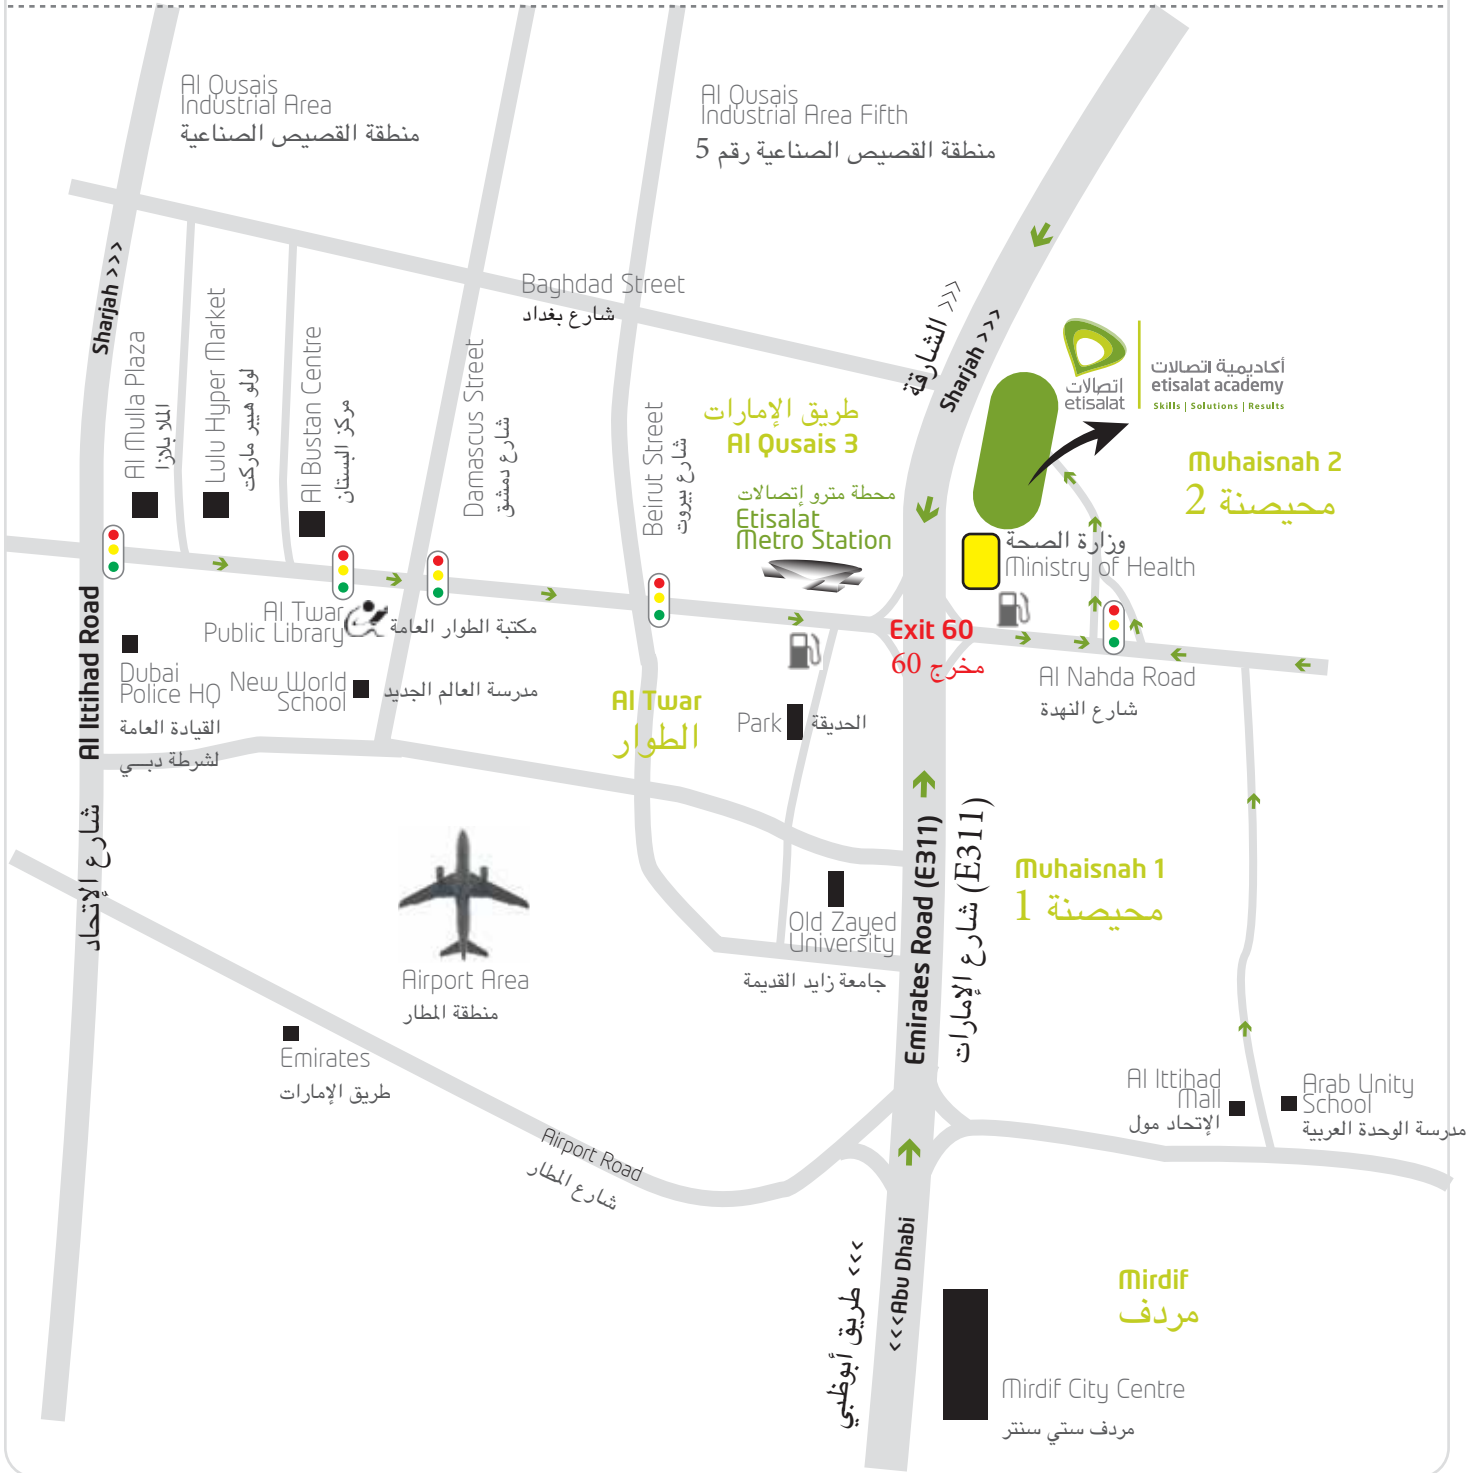 Al Qusais
Industrial Area
منطقة القصيص الصناعية
Al Qusais
Industrial Area Fifth
منطقة القصيص الصناعية رقم 5
Sharjah >>>
Al Mulla Plaza
الملا بلازا
Lulu Hyper Market
لولو هيبر ماركت
Al Bustan Centre
مركز البستان
Baghdad Street
شارع بغداد
Damascus Street
شارع دمشق
Beirut Street
شارع بيروت
طريق الإمارات
Al Qusais 3
محطة مترو إتصالات
Etisalat
Metro Station
الشارقة >>>
Sharjah >>>
اتصالات
etisalat
أكاديمية اتصالات
etisalat academy
Skills | Solutions | Results
Muhaisnah 2
محيصنة 2
وزارة الصحة
Ministry of Health
Al Ittihad Road
شارع الإتحاد
Al Twar
Public Library
مكتبة الطوار العامة
Dubai
Police HQ
القيادة العامة
لشرطة دبـــي
New World
School
مدرسة العالم الجديد
Al Twar
الطوار
Park
الحديقة
Exit 60
مخرج 60
Al Nahda Road
شارع النهدة
Emirates Road (E311)
شارع الإمارات (E311)
Muhaisnah 1
محيصنة 1
Old Zayed
University
جامعة زايد القديمة
Airport Area
منطقة المطار
Emirates
طريق الإمارات
Airport Road
شارع المطار
Al Ittihad
Mall
الإتحاد مول
Arab Unity
School
مدرسة الوحدة العربية
<<<Abu Dhabi
طريق أبوظبي >>>
Mirdif
مردف
Mirdif City Centre
مردف ستي سنتر